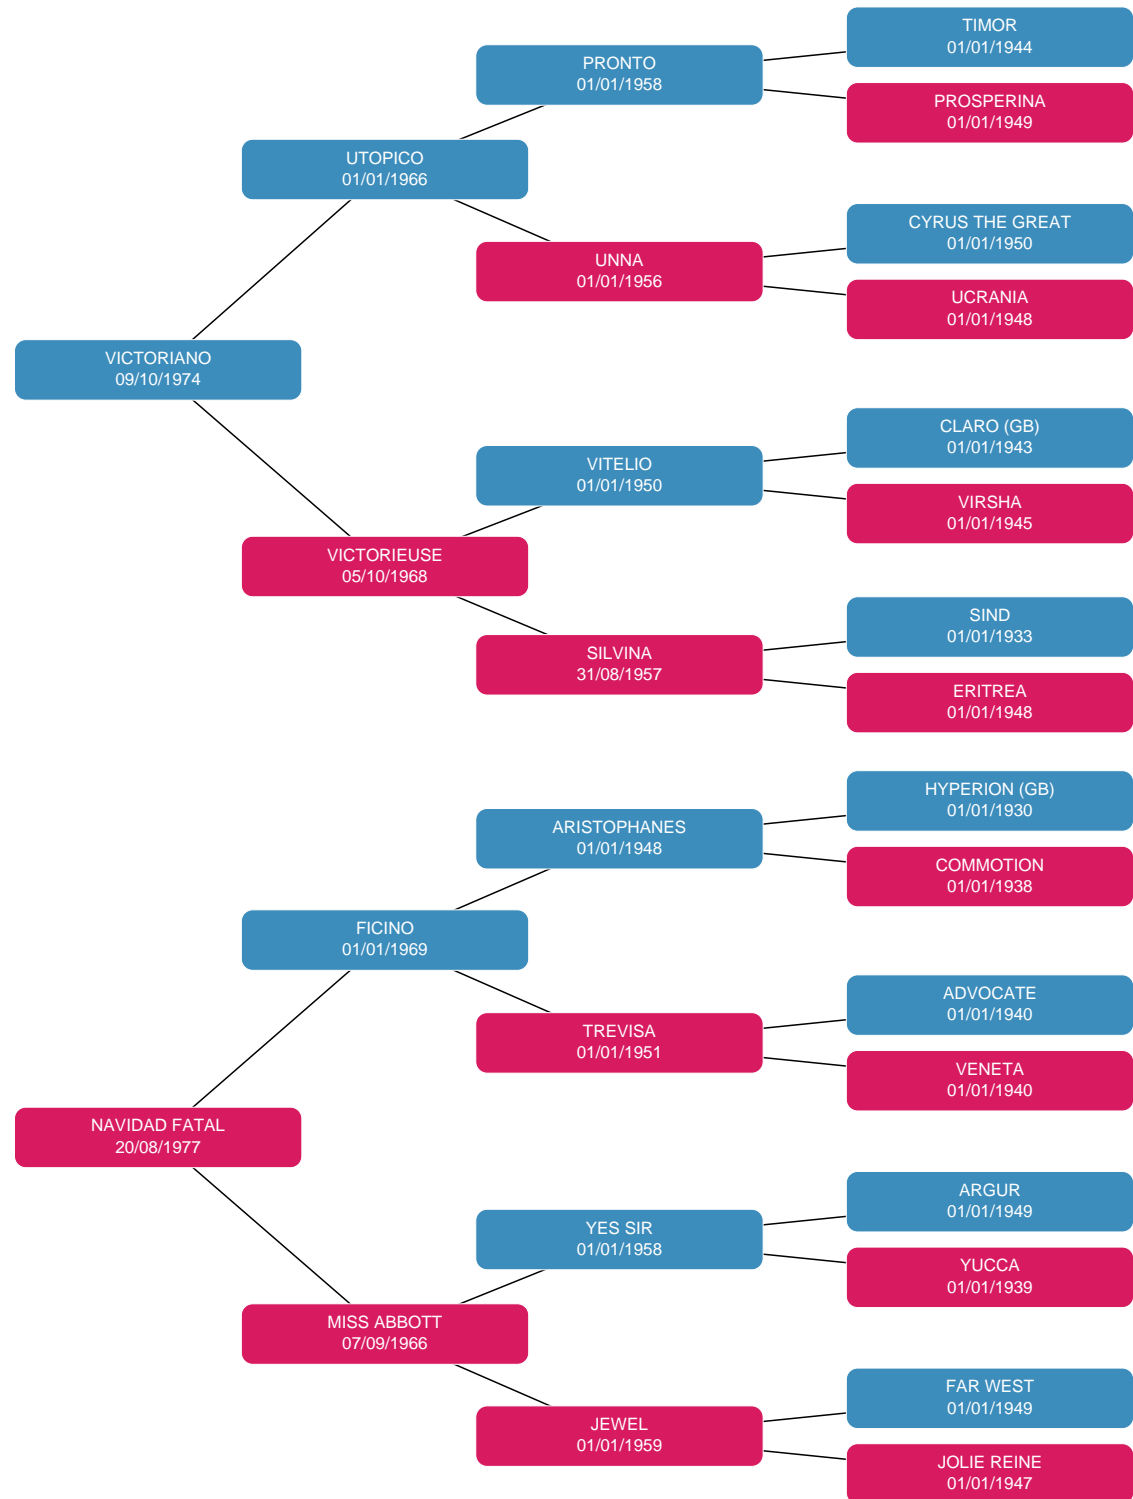 TIMOR
01/01/1944
PRONTO
01/01/1958
PROSPERINA
01/01/1949
UTOPICO
01/01/1966
CYRUS THE GREAT
01/01/1950
UNNA
01/01/1956
UCRANIA
01/01/1948
VICTORIANO
09/10/1974
CLARO (GB)
01/01/1943
VITELIO
01/01/1950
VIRSHA
01/01/1945
VICTORIEUSE
05/10/1968
SIND
01/01/1933
SILVINA
31/08/1957
ERITREA
01/01/1948
HYPERION (GB)
01/01/1930
ARISTOPHANES
01/01/1948
COMMOTION
01/01/1938
FICINO
01/01/1969
ADVOCATE
01/01/1940
TREVISA
01/01/1951
VENETA
01/01/1940
NAVIDAD FATAL
20/08/1977
ARGUR
01/01/1949
YES SIR
01/01/1958
YUCCA
01/01/1939
MISS ABBOTT
07/09/1966
FAR WEST
01/01/1949
JEWEL
01/01/1959
JOLIE REINE
01/01/1947